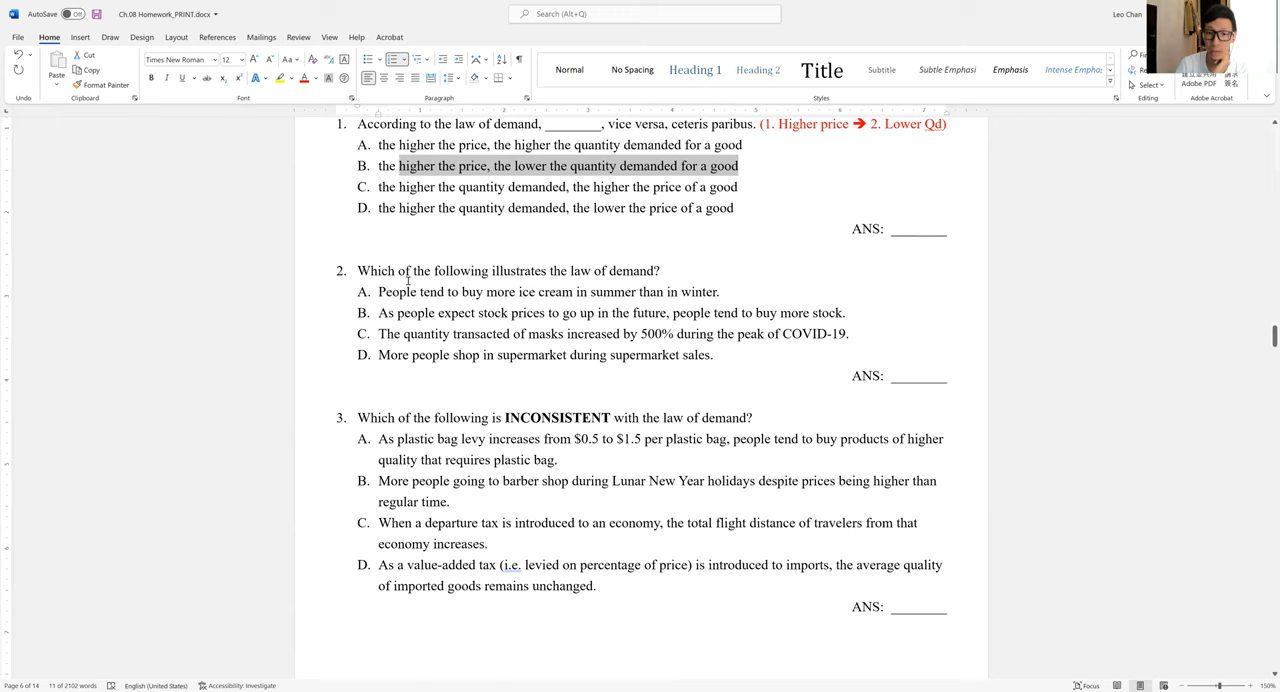 AutoSave Off Ch.08 Homework_PRINT.docx Search (Alt+Q) Leo Chan
File Home Insert Draw Design Layout References Mailings Review View Help Acrobat
Cut
Copy
Format Painter
Paste
Undo Clipboard
Times New Roman 12
Font
Paragraph
Normal No Spacing Heading 1 Heading 2 Title Subtitle Subtle Emphasi Emphasis Intense Empha
Styles
Select
Editing
Adobe PDF 簽名
Adobe Acrobat
1. According to the law of demand, ________, vice versa, ceteris paribus. (1. Higher price ➔ 2. Lower Qd)
A. the higher the price, the higher the quantity demanded for a good
B. the higher the price, the lower the quantity demanded for a good
C. the higher the quantity demanded, the higher the price of a good
D. the higher the quantity demanded, the lower the price of a good
ANS: ________
2. Which of the following illustrates the law of demand?
A. People tend to buy more ice cream in summer than in winter.
B. As people expect stock prices to go up in the future, people tend to buy more stock.
C. The quantity transacted of masks increased by 500% during the peak of COVID-19.
D. More people shop in supermarket during supermarket sales.
ANS: ________
3. Which of the following is INCONSISTENT with the law of demand?
A. As plastic bag levy increases from $0.5 to $1.5 per plastic bag, people tend to buy products of higher
quality that requires plastic bag.
B. More people going to barber shop during Lunar New Year holidays despite prices being higher than
regular time.
C. When a departure tax is introduced to an economy, the total flight distance of travelers from that
economy increases.
D. As a value-added tax (i.e. levied on percentage of price) is introduced to imports, the average quality
of imported goods remains unchanged.
ANS: ________
Page 6 of 14 11 of 2102 words English (United States) Accessibility: Investigate Focus 150%